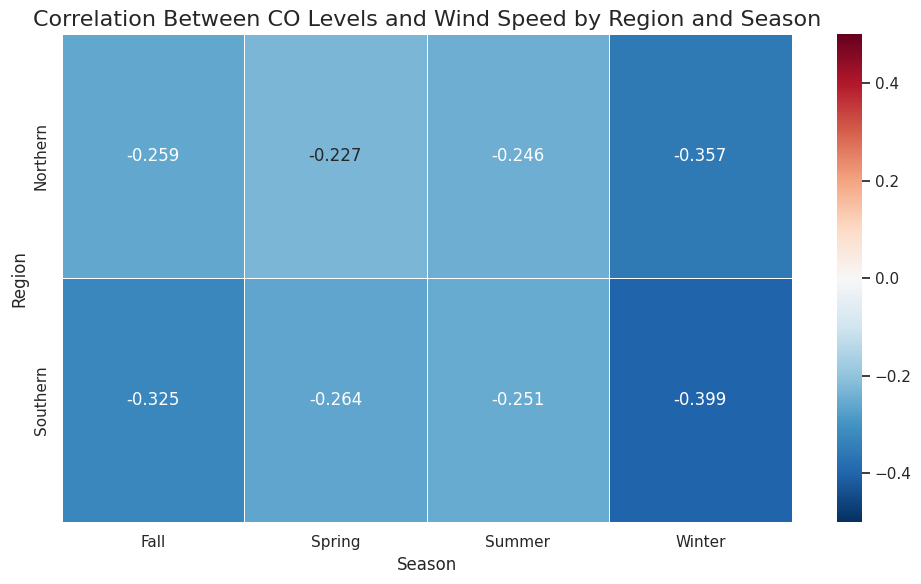 Correlation Between CO Levels and Wind Speed by Region and Season
Region
Northern
-0.259
-0.227
-0.246
-0.357
Southern
-0.325
-0.264
-0.251
-0.399
Fall
Spring
Summer
Winter
Season
0.4
0.2
0.0
−0.2
−0.4